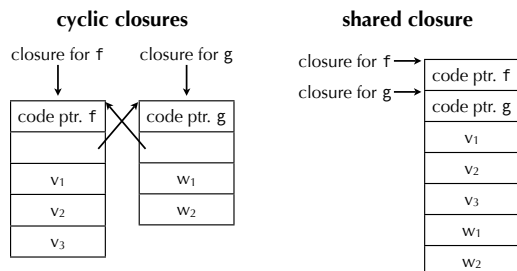 cyclic closures
closure for f
closure for g
code ptr. f
v1
v2
v3
code ptr. g
w1
w2
shared closure
closure for f
closure for g
code ptr. f
code ptr. g
v1
v2
v3
w1
w2